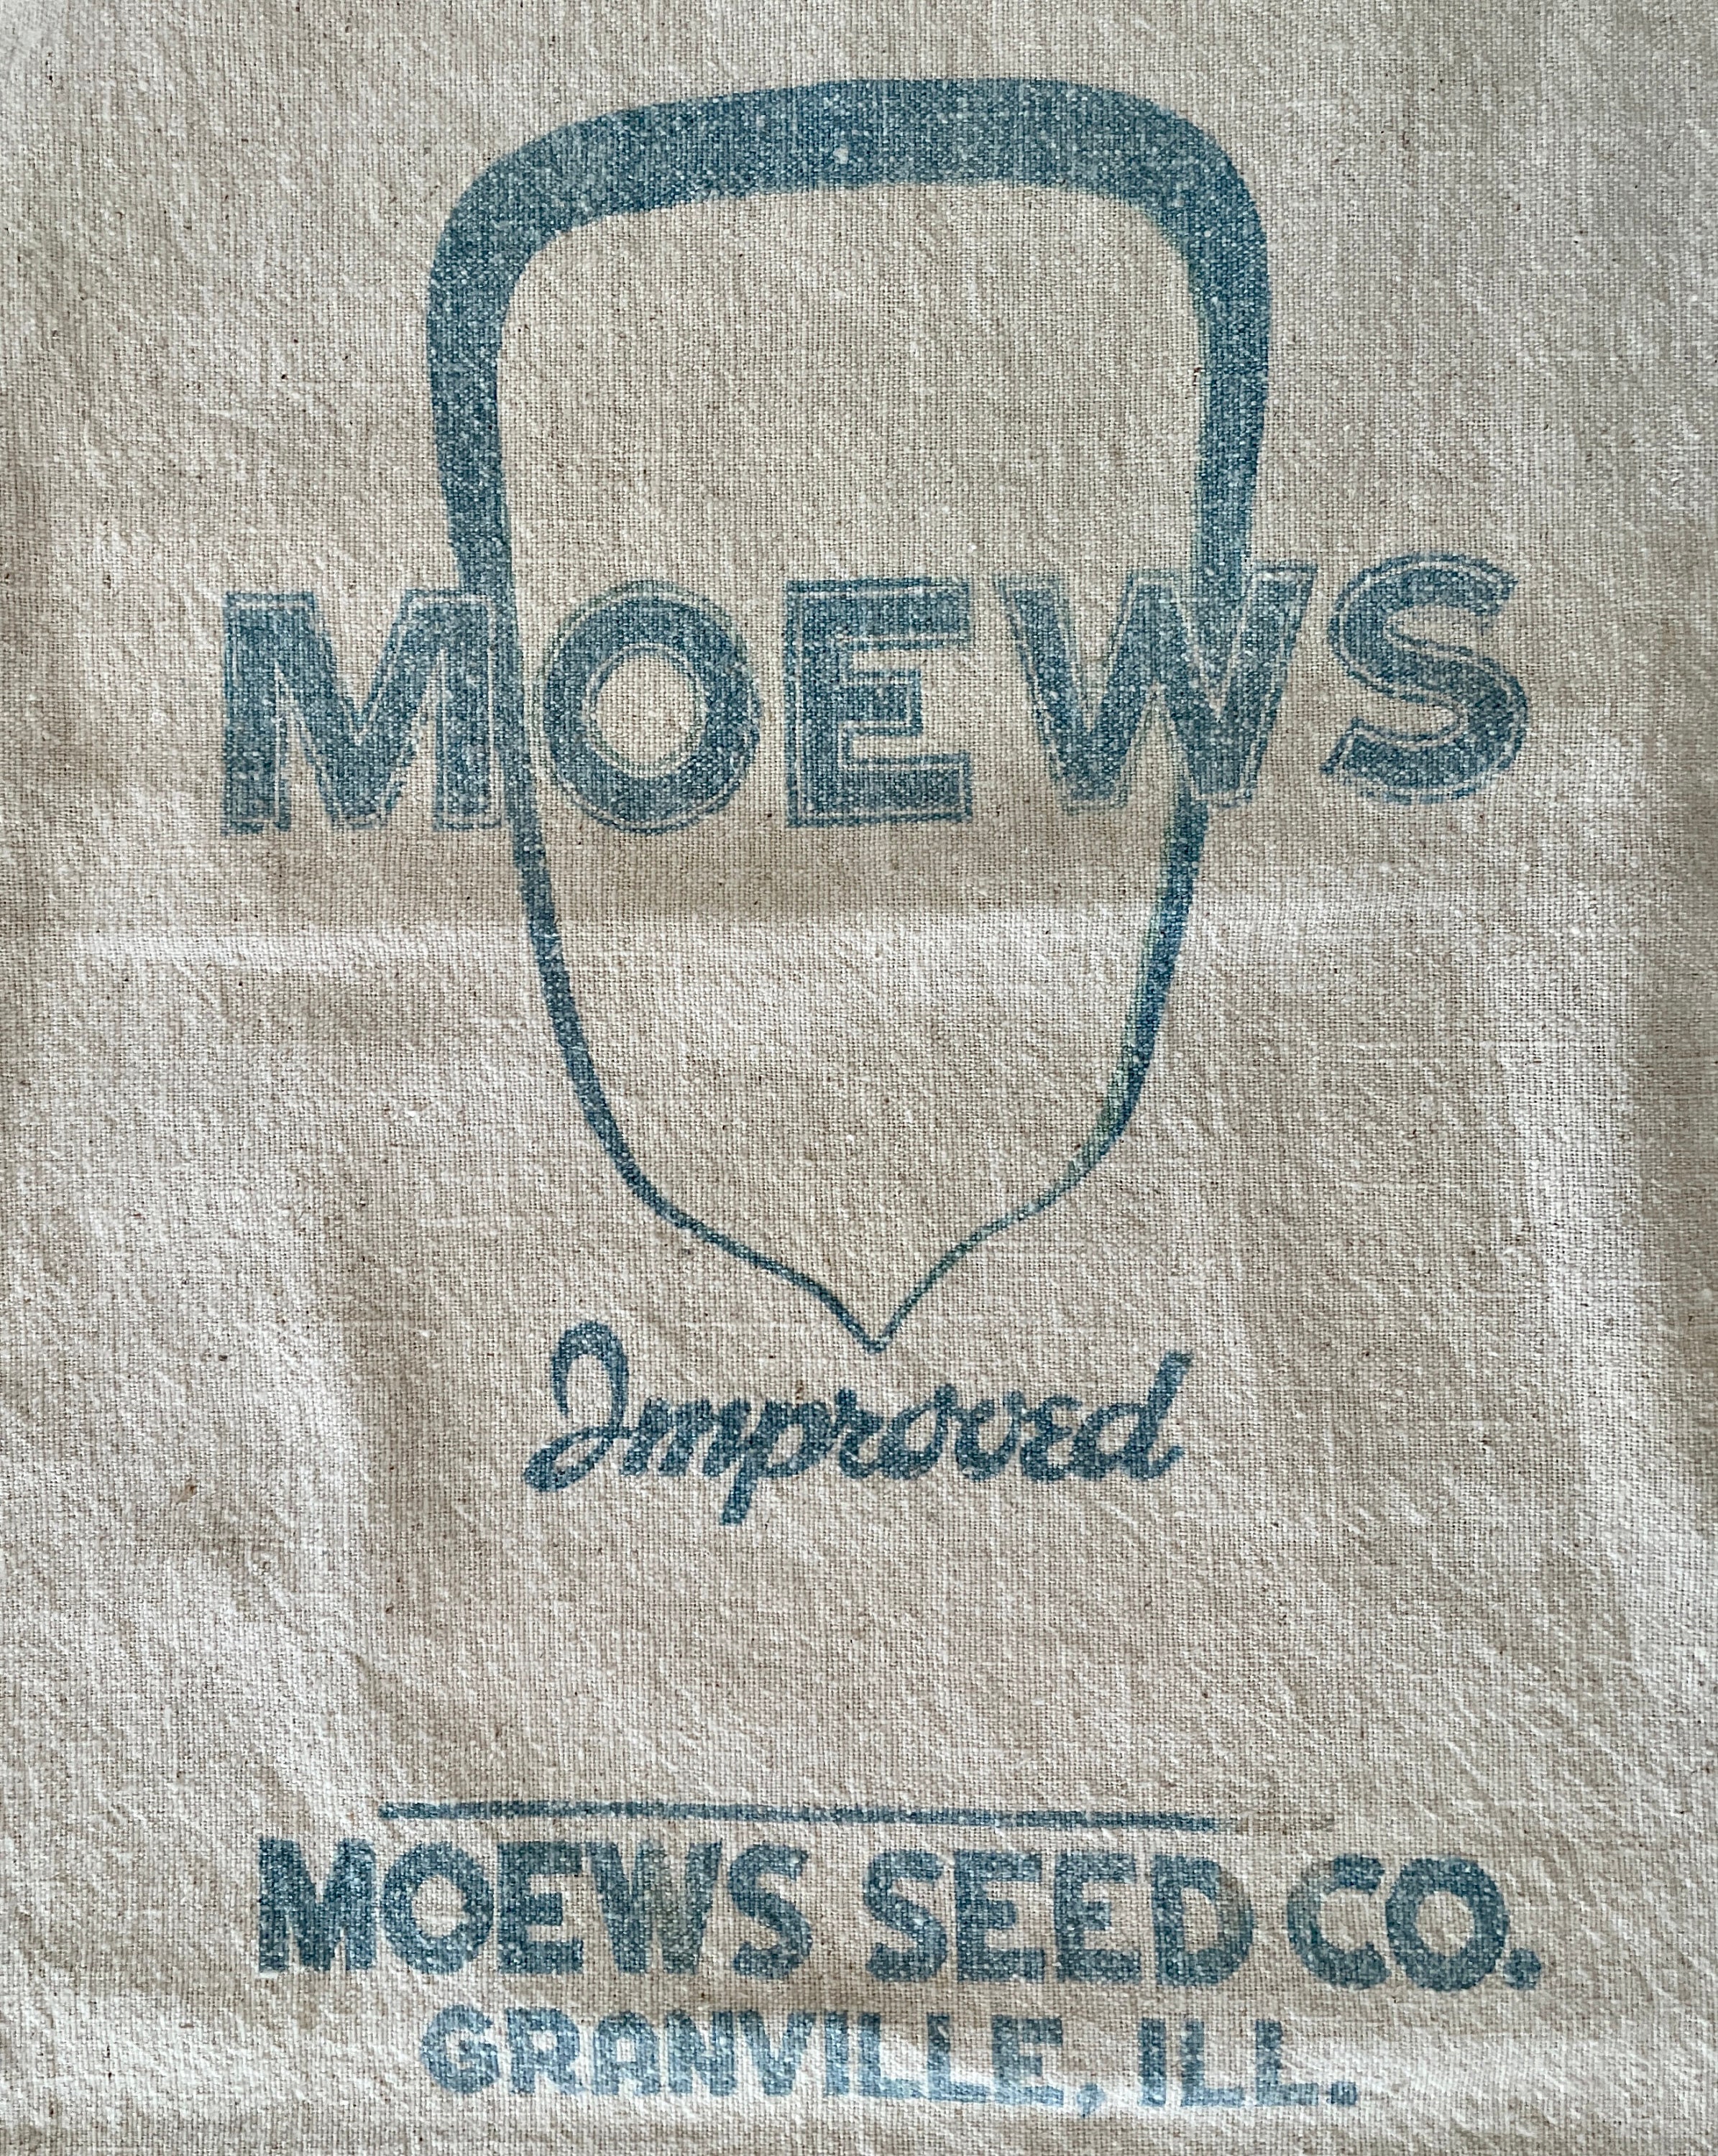 MOEWS
Improved
MOEWS SEED CO.
GRANVILLE, ILL.